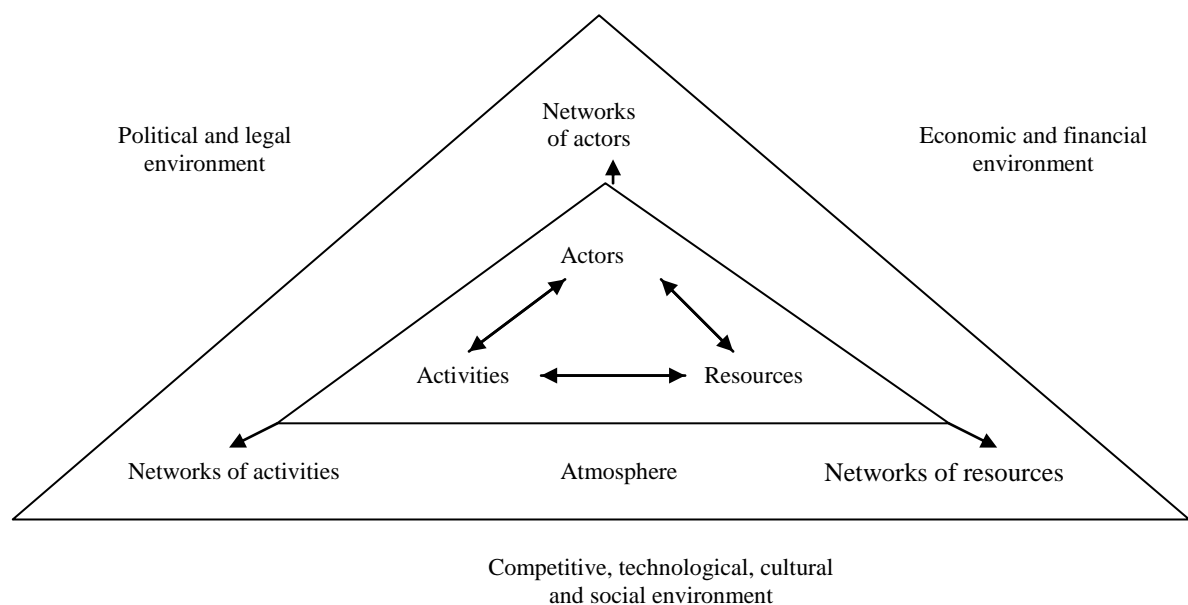 Networks
of actors
Political and legal
environment
Economic and financial
environment
Actors
Activities
Resources
Networks of activities
Atmosphere
Networks of resources
Competitive, technological, cultural
and social environment